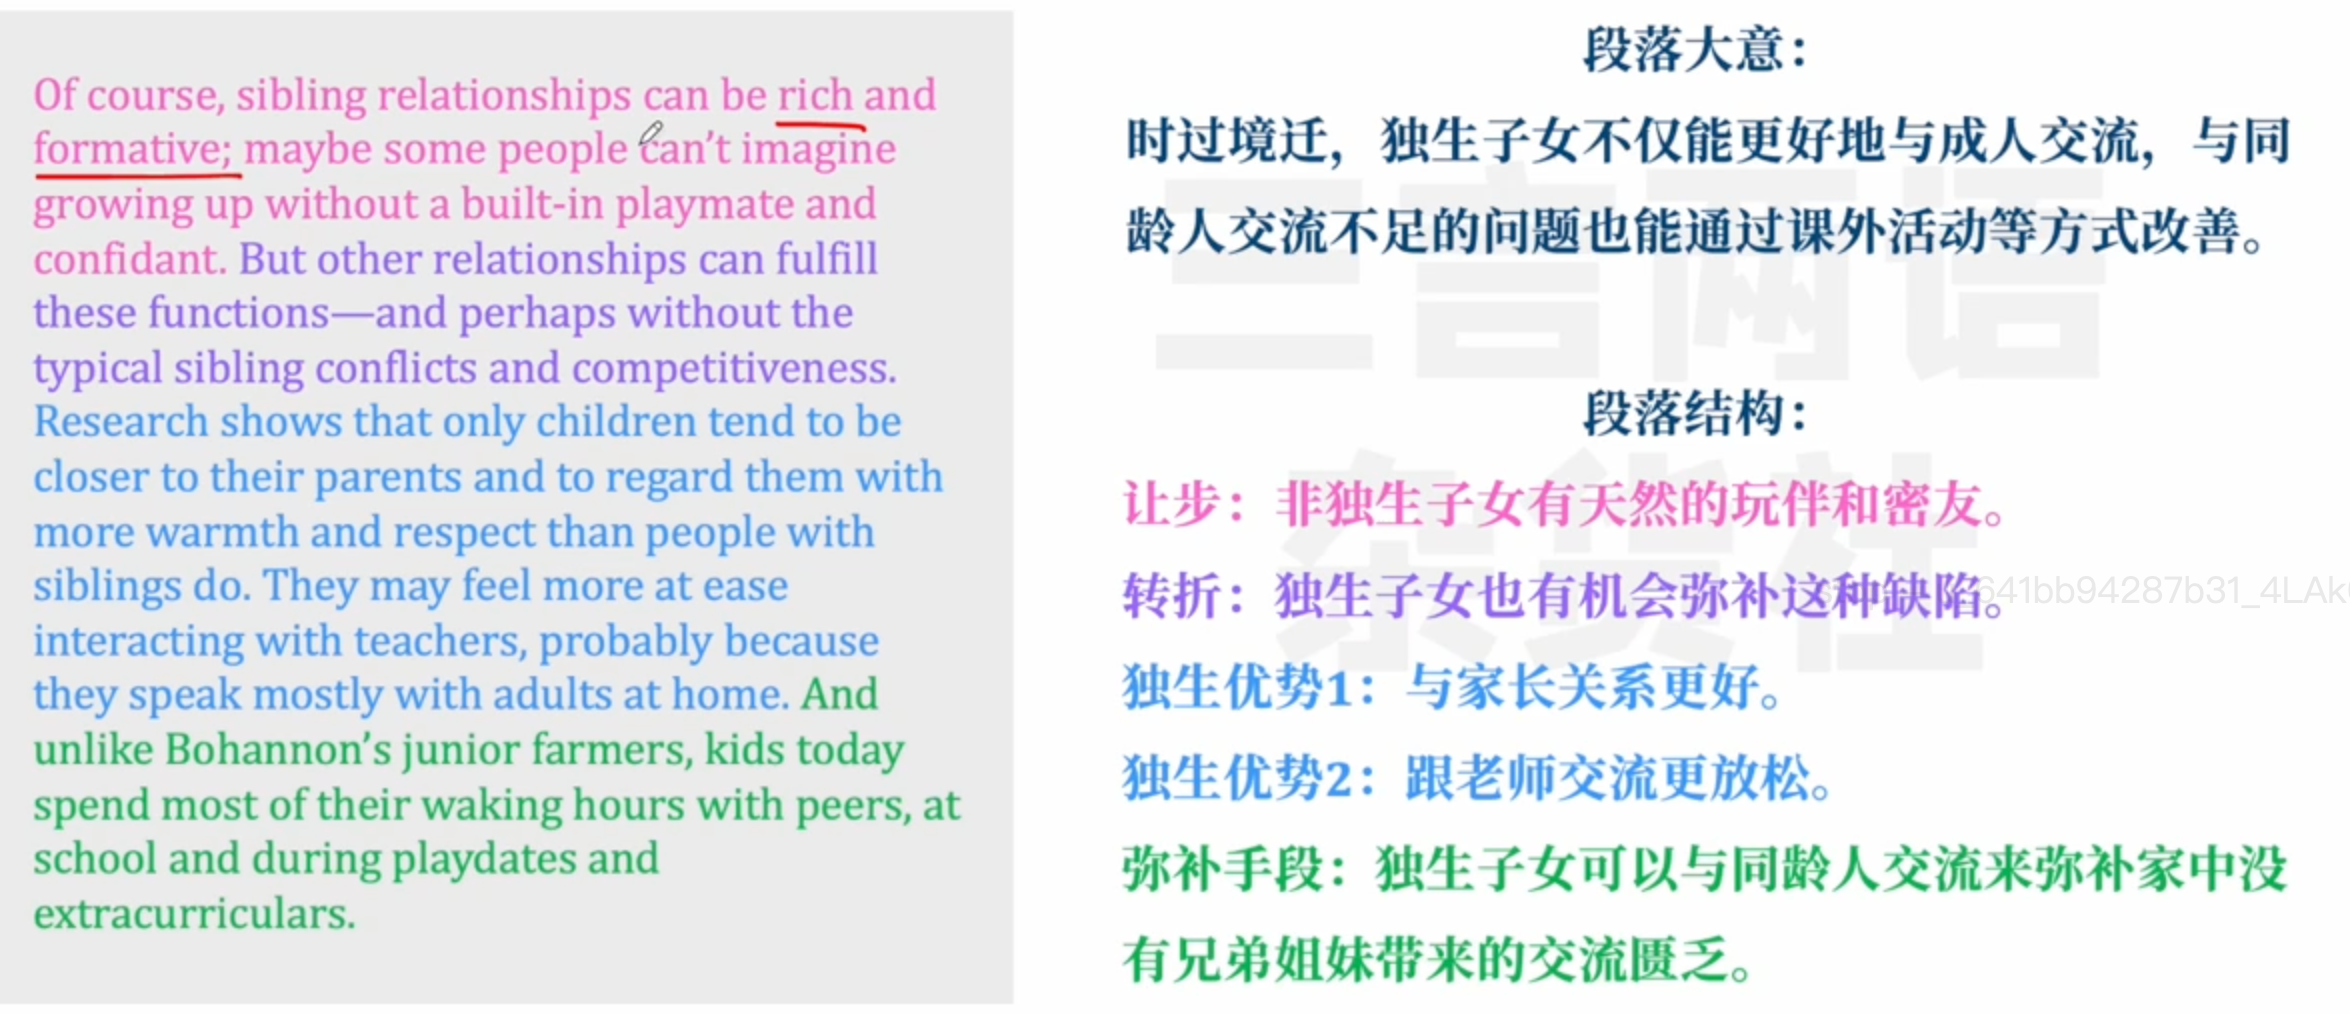 Of course, sibling relationships can be rich and
formative; maybe some people can't imagine
growing up without a built-in playmate and
confidant. But other relationships can fulfill
these functions—and perhaps without the
typical sibling conflicts and competitiveness.
Research shows that only children tend to be
closer to their parents and to regard them with
more warmth and respect than people with
siblings do. They may feel more at ease
interacting with teachers, probably because
they speak mostly with adults at home. And
unlike Bohannon's junior farmers, kids today
spend most of their waking hours with peers, at
school and during playdates and
extracurriculars.
段落大意：
时过境迁，独生子女不仅能更好地与成人交流，与同
龄人交流不足的问题也能通过课外活动等方式改善。
段落结构：
让步：非独生子女有天然的玩伴和密友。
转折：独生子女也有机会弥补这种缺陷。
独生优势1：与家长关系更好。
独生优势2：跟老师交流更放松。
弥补手段：独生子女可以与同龄人交流来弥补家中没
有兄弟姐妹带来的交流匮乏。
三言两语
杂货社